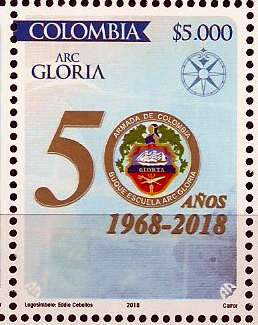 COLOMBIA $5.000
ARC
GLORIA
50
ARMADA DE COLOMBIA
GLORIA
BUQUE ESCUELA ARC GLORIA
AÑOS
1968-2018
Logosímbolo: Eddie Ceballos 2018 Cartor